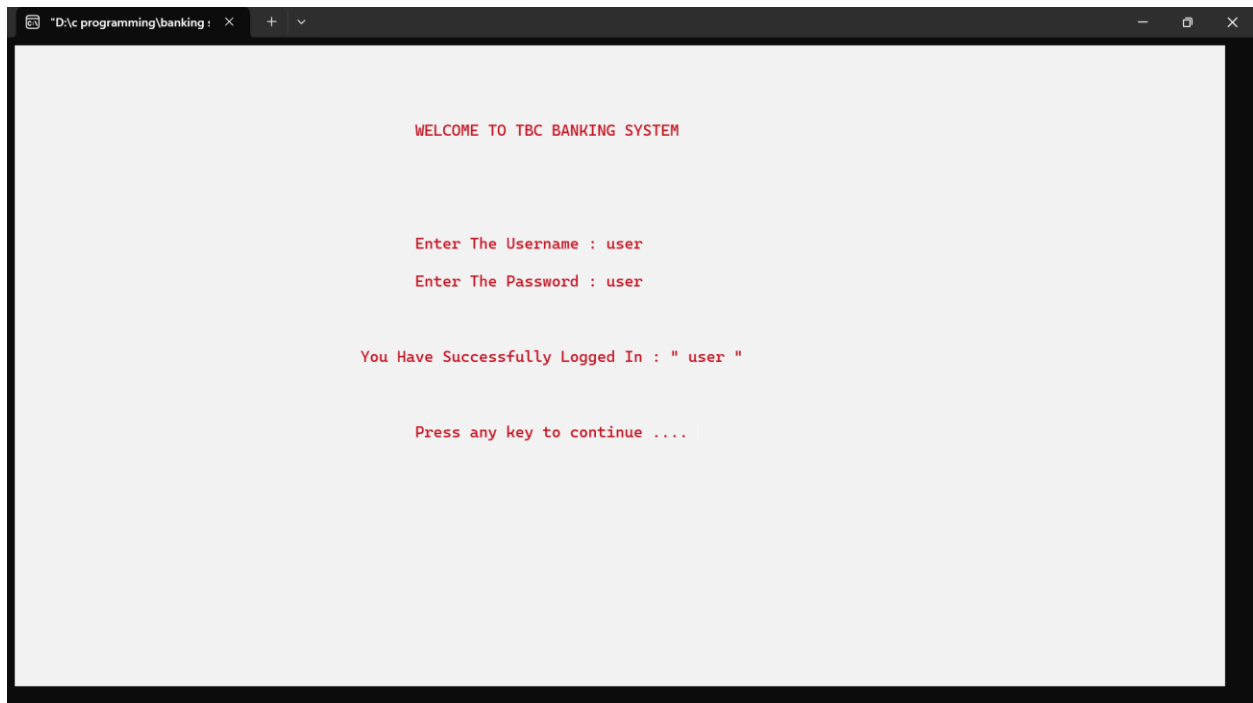 "D:\c programming\banking s
WELCOME TO TBC BANKING SYSTEM
Enter The Username : user
Enter The Password : user
You Have Successfully Logged In : " user "
Press any key to continue ....